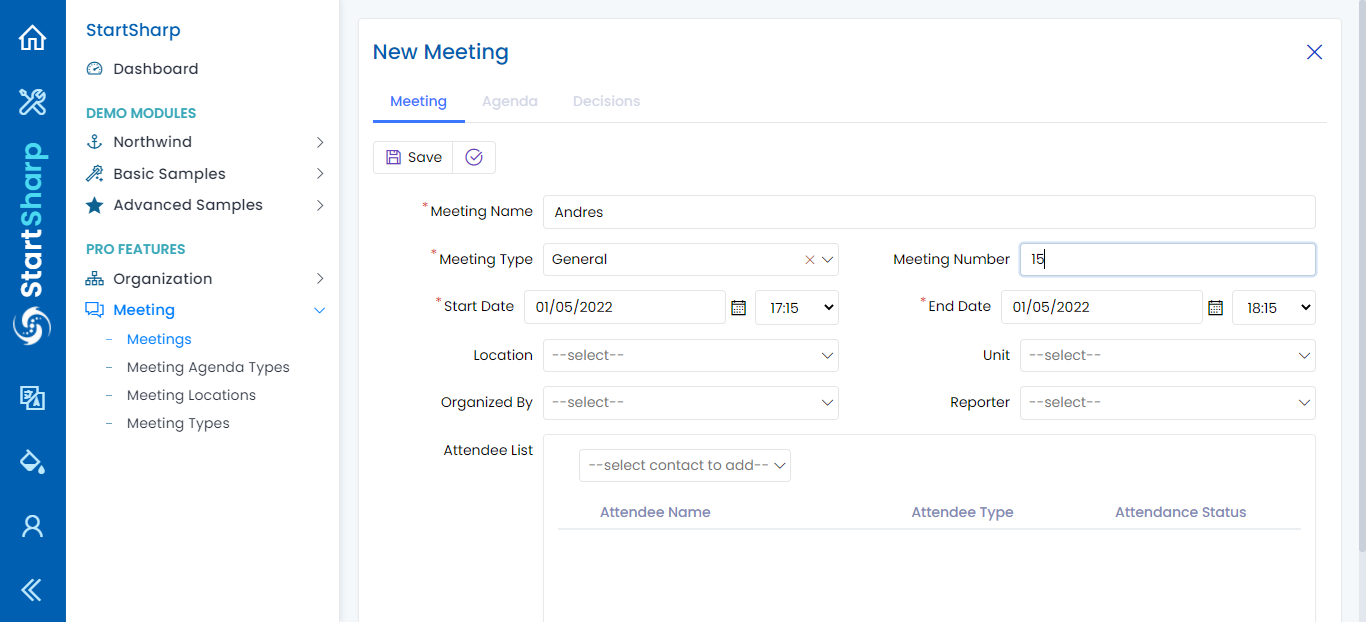 StartSharp
StartSharp
Dashboard
DEMO MODULES
Northwind
Basic Samples
Advanced Samples
PRO FEATURES
Organization
Meeting
Meetings
Meeting Agenda Types
Meeting Locations
Meeting Types
New Meeting
Meeting Agenda Decisions
Save
*Meeting Name Andres
*Meeting Type General Meeting Number 15
*Start Date 01/05/2022 17:15 *End Date 01/05/2022 18:15
Location --select-- Unit --select--
Organized By --select-- Reporter --select--
Attendee List
--select contact to add--
Attendee Name Attendee Type Attendance Status